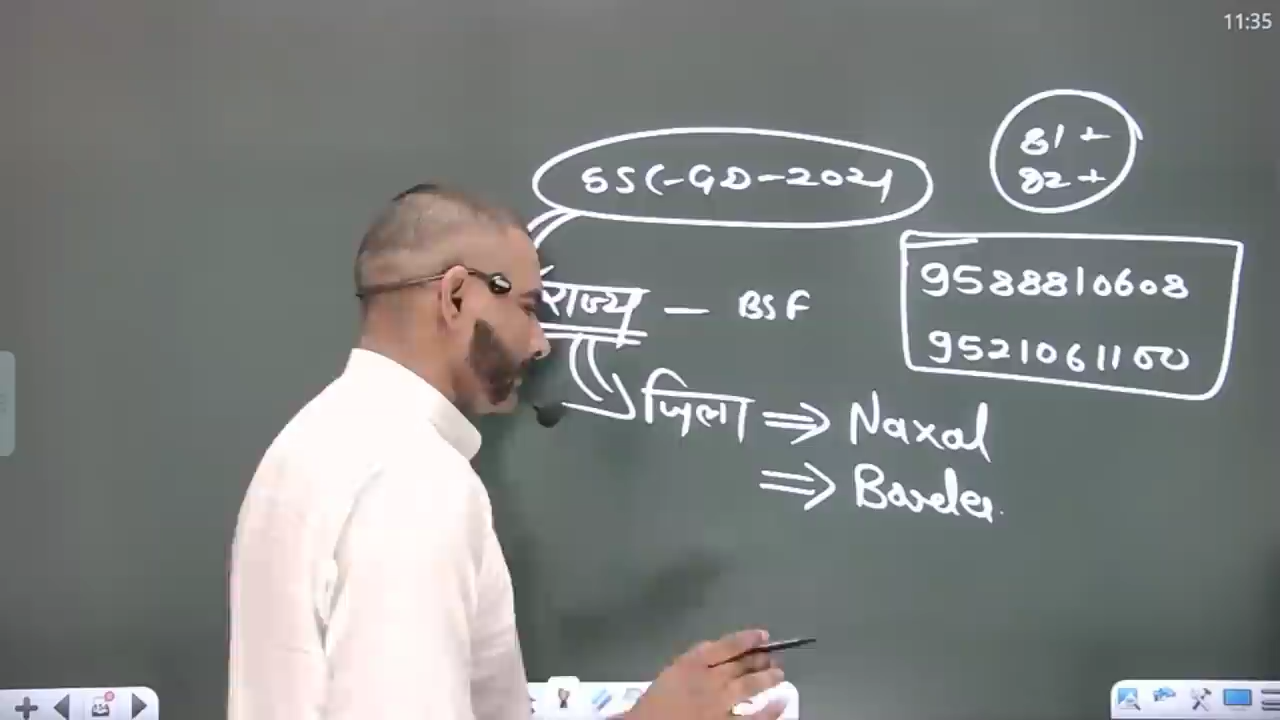 11:35
81+
82+
SSC-GD-2024
9588810608
राज्य — BSF
9521061100
जिला ⇒ Naxal
⇒ Border